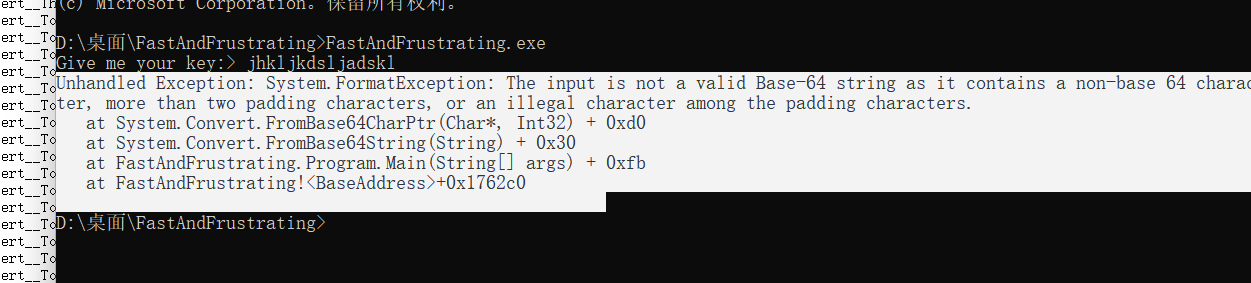 ert__Th
(c) Microsoft Corporation。保留所有权利。
ert__To
ert__To
D:\桌面\FastAndFrustrating>FastAndFrustrating.exe
ert__To
Give me your key:> jhkljkdsljadskl
ert__To
Unhandled Exception: System.FormatException: The input is not a valid Base-64 string as it contains a non-base 64 charac
ert__To
ter, more than two padding characters, or an illegal character among the padding characters.
ert__To
at System.Convert.FromBase64CharPtr(Char*, Int32) + 0xd0
ert__To
at System.Convert.FromBase64String(String) + 0x30
ert__To
at FastAndFrustrating.Program.Main(String[] args) + 0xfb
ert__To
at FastAndFrustrating!<BaseAddress>+0x1762c0
ert__To
ert__To
ert__To
D:\桌面\FastAndFrustrating>
ert__To
ert__To
ert__To